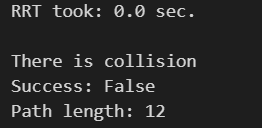 RRT took: 0.0 sec.
There is collision
Success: False
Path length: 12